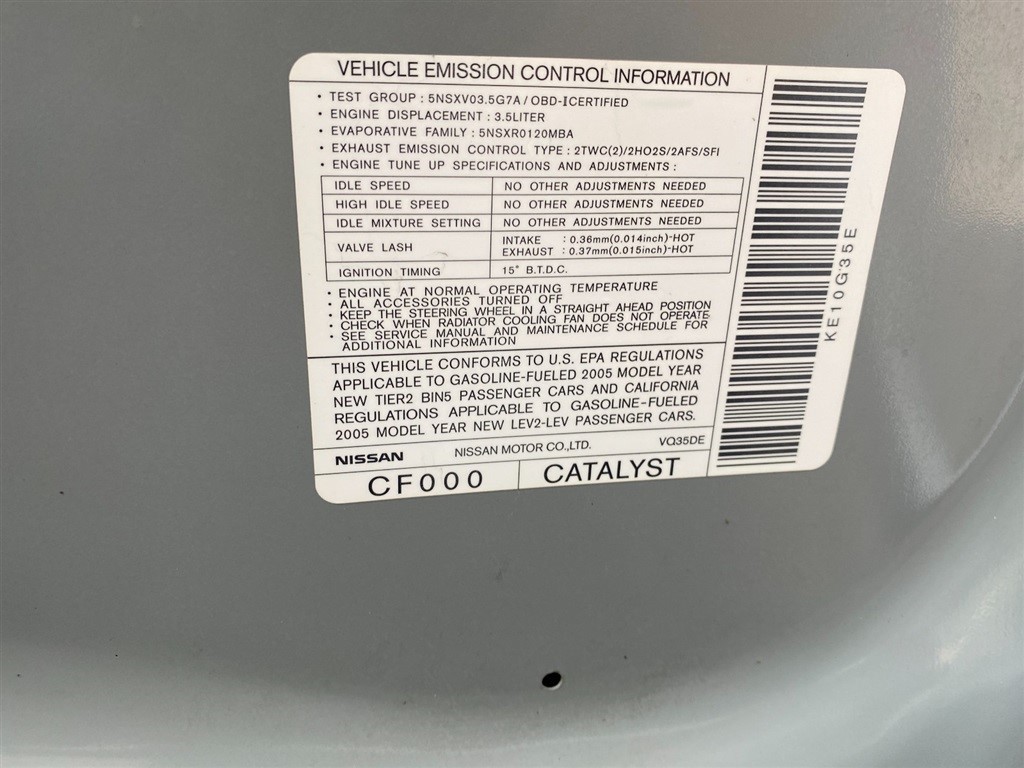 VEHICLE EMISSION CONTROL INFORMATION
• TEST GROUP : 5NSXV03.5G7A / OBD-ⅡCERTIFIED
• ENGINE DISPLACEMENT : 3.5LITER
• EVAPORATIVE FAMILY : 5NSXR0120MBA
• EXHAUST EMISSION CONTROL TYPE : 2TWC(2)/2HO2S/2AFS/SFI
• ENGINE TUNE UP SPECIFICATIONS AND ADJUSTMENTS :
IDLE SPEED NO OTHER ADJUSTMENTS NEEDED
HIGH IDLE SPEED NO OTHER ADJUSTMENTS NEEDED
IDLE MIXTURE SETTING NO OTHER ADJUSTMENTS NEEDED
VALVE LASH INTAKE : 0.36mm(0.014inch)-HOT
EXHAUST : 0.37mm(0.015inch)-HOT
IGNITION TIMING 15° B.T.D.C.
• ENGINE AT NORMAL OPERATING TEMPERATURE
• ALL ACCESSORIES TURNED OFF
• KEEP THE STEERING WHEEL IN A STRAIGHT AHEAD POSITION
• CHECK WHEN RADIATOR COOLING FAN DOES NOT OPERATE
• SEE SERVICE MANUAL AND MAINTENANCE SCHEDULE FOR
ADDITIONAL INFORMATION
THIS VEHICLE CONFORMS TO U.S. EPA REGULATIONS
APPLICABLE TO GASOLINE-FUELED 2005 MODEL YEAR
NEW TIER2 BIN5 PASSENGER CARS AND CALIFORNIA
REGULATIONS APPLICABLE TO GASOLINE-FUELED
2005 MODEL YEAR NEW LEV2-LEV PASSENGER CARS.
NISSAN NISSAN MOTOR CO.,LTD. VQ35DE
CF000 CATALYST
KE10G35E